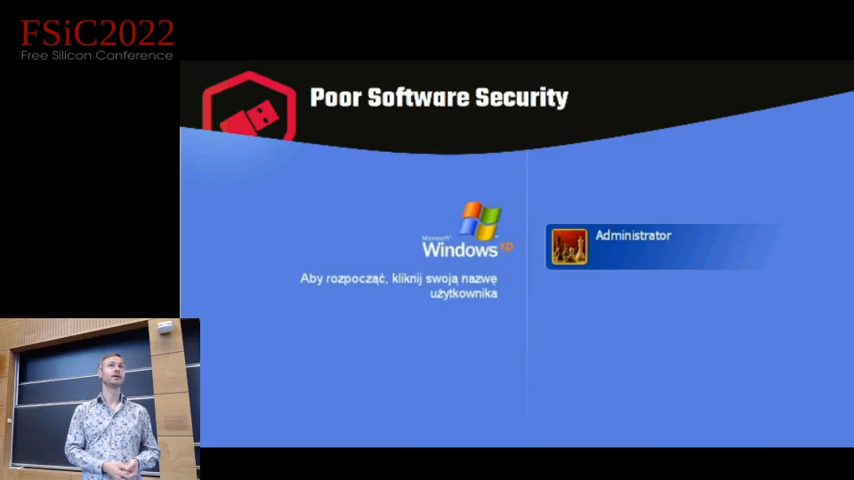 FSiC2022
Free Silicon Conference
Poor Software Security
Microsoft
Windows xp
Aby rozpocząć, kliknij swoją nazwę
użytkownika
Administrator